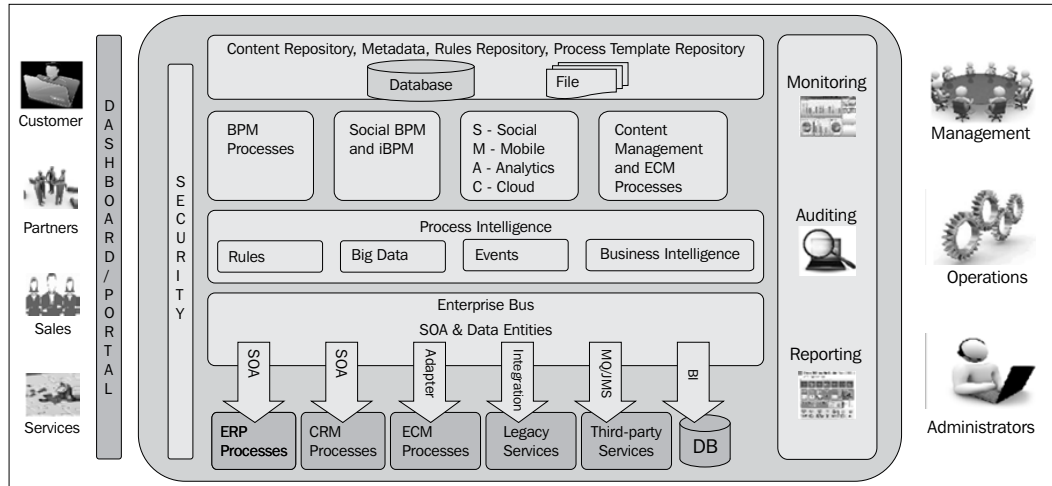 Customer
Partners
Sales
Services
DASHBOARD/PORTAL
SECURITY
Content Repository, Metadata, Rules Repository, Process Template Repository
Database
File
BPM
Processes
Social BPM
and iBPM
S - Social
M - Mobile
A - Analytics
C - Cloud
Content
Management
and ECM
Processes
Process Intelligence
Rules
Big Data
Events
Business Intelligence
Enterprise Bus
SOA & Data Entities
SOA
SOA
Adapter
Integration
MQ/JMS
BI
ERP
Processes
CRM
Processes
ECM
Processes
Legacy
Services
Third-party
Services
DB
Monitoring
Auditing
Reporting
Management
Operations
Administrators